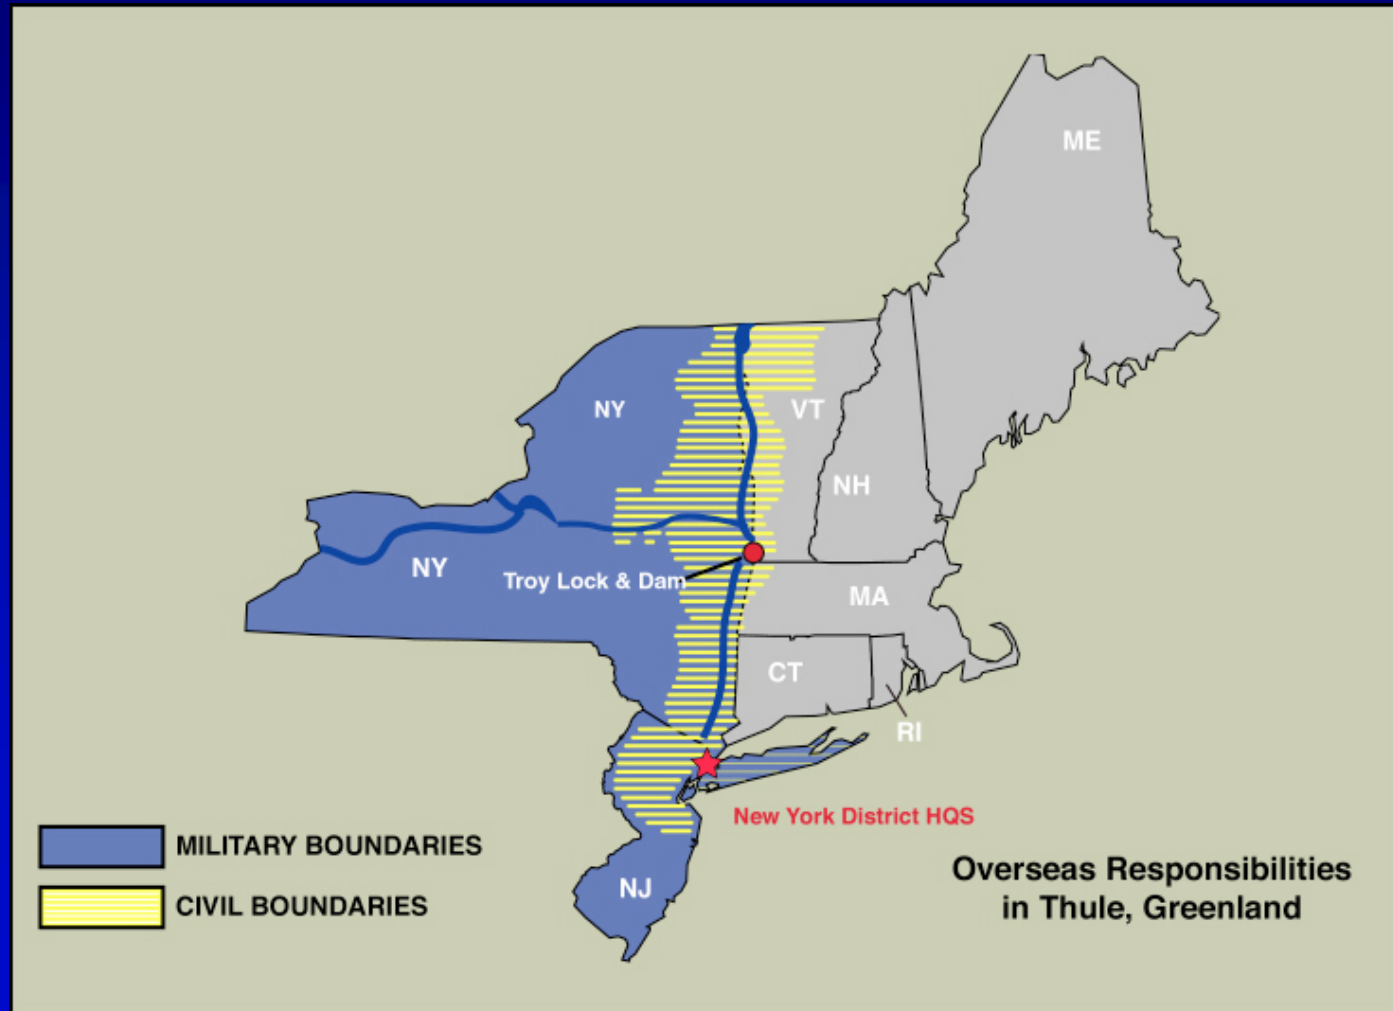 ME
NY
VT
NH
NY
Troy Lock & Dam
MA
CT
RI
New York District HQS
MILITARY BOUNDARIES
CIVIL BOUNDARIES
NJ
Overseas Responsibilities
in Thule, Greenland